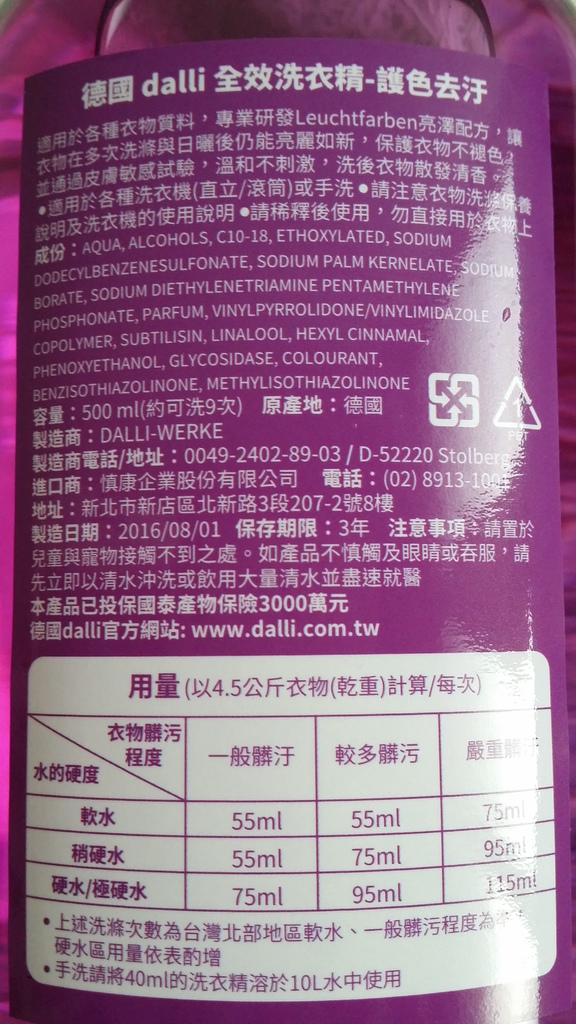 德國 dalli 全效洗衣精-護色去汙
適用於各種衣物質料，專業研發Leuchtfarben亮澤配方，讓
衣物在多次洗滌與日曬後仍能亮麗如新，保護衣物不褪色。
並通過皮膚敏感試驗，溫和不刺激，洗後衣物散發清香。
●適用於各種洗衣機(直立/滾筒)或手洗 ●請注意衣物洗滌保養
說明及洗衣機的使用說明 ●請稀釋後使用，勿直接用於衣物上
成份：AQUA, ALCOHOLS, C10-18, ETHOXYLATED, SODIUM
DODECYLBENZENESULFONATE, SODIUM PALM KERNELATE, SODIUM
BORATE, SODIUM DIETHYLENETRIAMINE PENTAMETHYLENE
PHOSPHONATE, PARFUM, VINYLPYRROLIDONE/VINYLIMIDAZOLE
COPOLYMER, SUBTILISIN, LINALOOL, HEXYL CINNAMAL,
PHENOXYETHANOL, GLYCOSIDASE, COLOURANT,
BENZISOTHIAZOLINONE, METHYLISOTHIAZOLINONE
容量：500 ml(約可洗9次) 原產地：德國
PET
製造商：DALLI-WERKE
製造商電話/地址：0049-2402-89-03 / D-52220 Stolberg
進口商：慎康企業股份有限公司 電話：(02) 8913-1001
地址：新北市新店區北新路3段207-2號8樓
製造日期：2016/08/01 保存期限：3年 注意事項：請置於
兒童與寵物接觸不到之處。如產品不慎觸及眼睛或吞服，請
先立即以清水沖洗或飲用大量清水並盡速就醫
本產品已投保國泰產物保險3000萬元
德國dalli官方網站: www.dalli.com.tw
用量 (以4.5公斤衣物(乾重)計算/每次)
衣物髒污程度 水的硬度 一般髒汙 較多髒污 嚴重髒汙
軟水 55ml 55ml 75ml
稍硬水 55ml 75ml 95ml
硬水/極硬水 75ml 95ml 115ml
•上述洗滌次數為台灣北部地區軟水、一般髒污程度為
硬水區用量依表酌增
•手洗請將40ml的洗衣精溶於10L水中使用